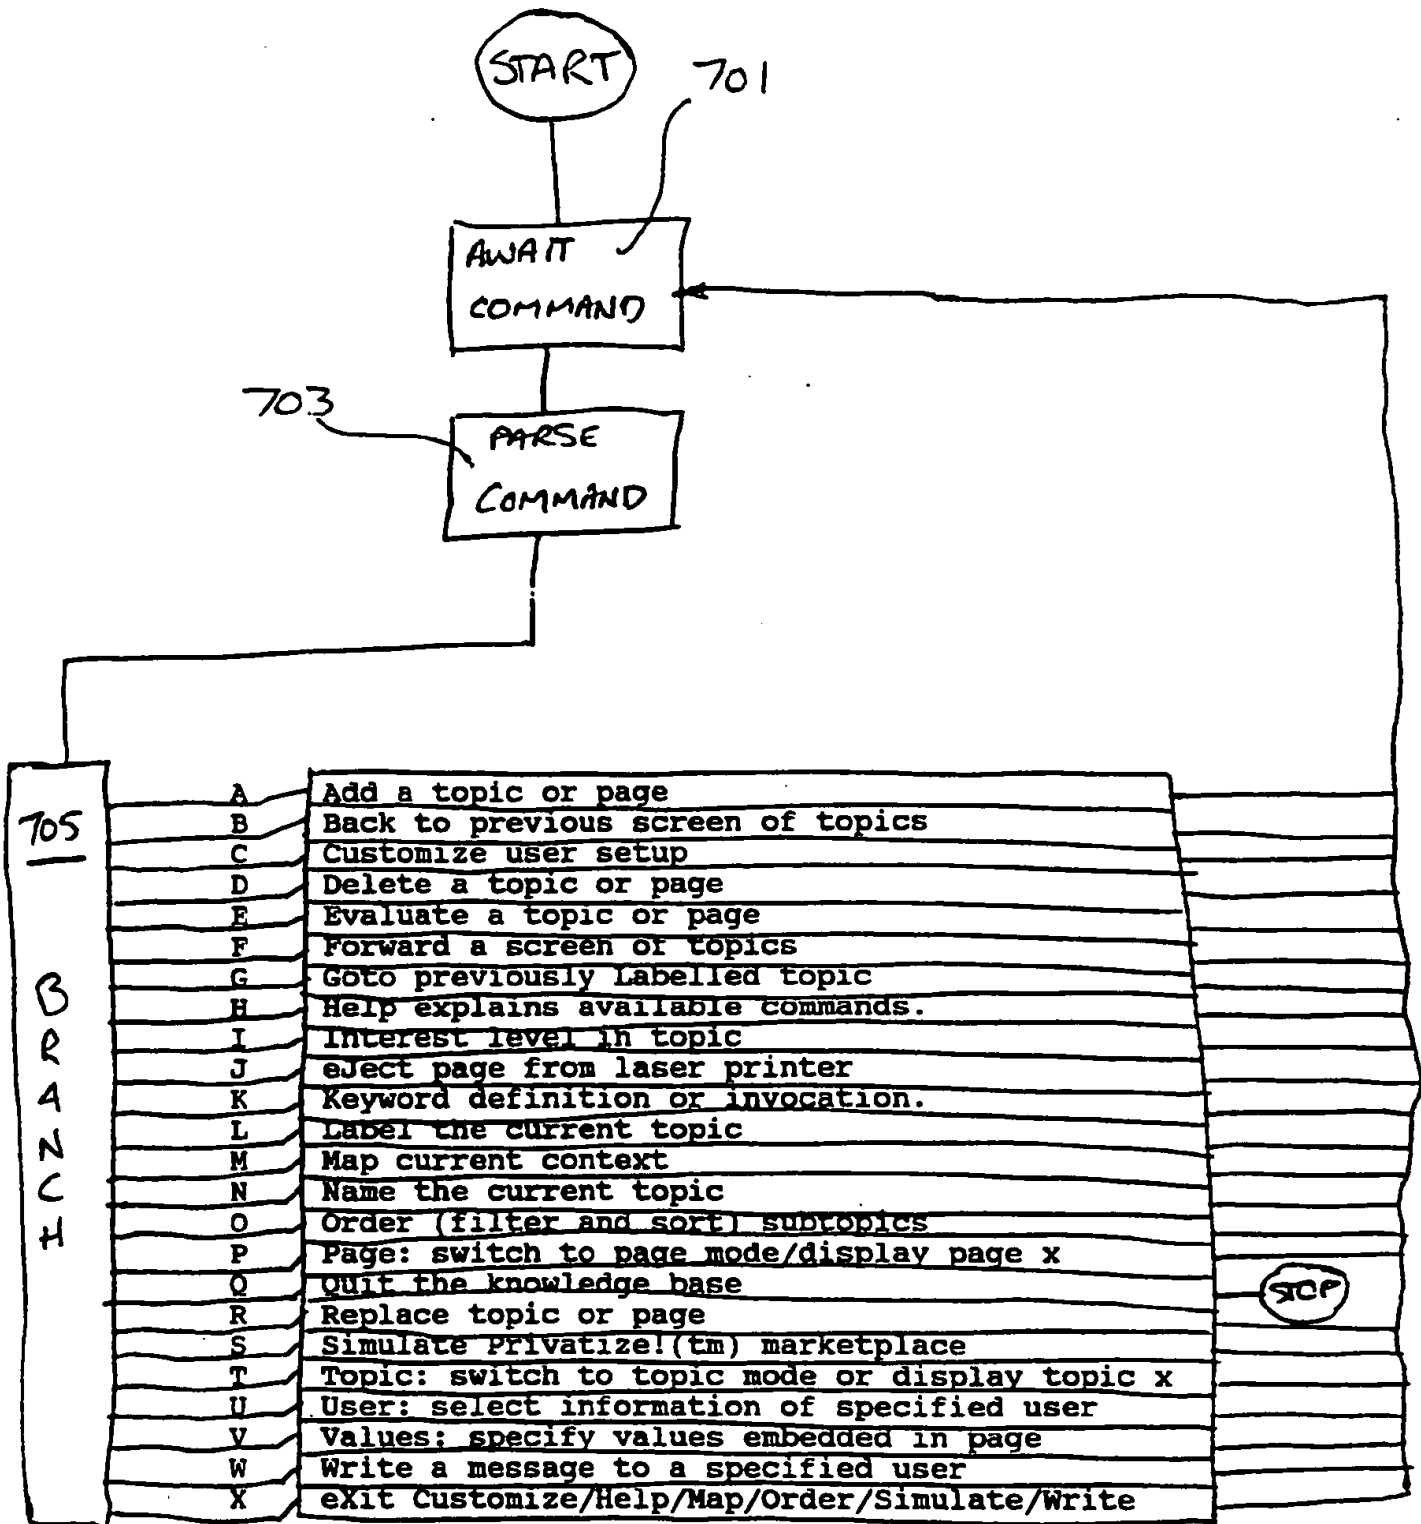 START
701
AWAIT
COMMAND
703
PARSE
COMMAND
705
BRANCH
A Add a topic or page
B Back to previous screen of topics
C Customize user setup
D Delete a topic or page
E Evaluate a topic or page
F Forward a screen of topics
G Goto previously Labelled topic
H Help explains available commands.
I Interest level in topic
J eJect page from laser printer
K Keyword definition or invocation.
L Label the current topic
M Map current context
N Name the current topic
O Order (filter and sort) subtopics
P Page: switch to page mode/display page x
Q Quit the knowledge base
STOP
R Replace topic or page
S Simulate Privatize!(tm) marketplace
T Topic: switch to topic mode or display topic x
U User: select information of specified user
V Values: specify values embedded in page
W Write a message to a specified user
X eXit Customize/Help/Map/Order/Simulate/Write